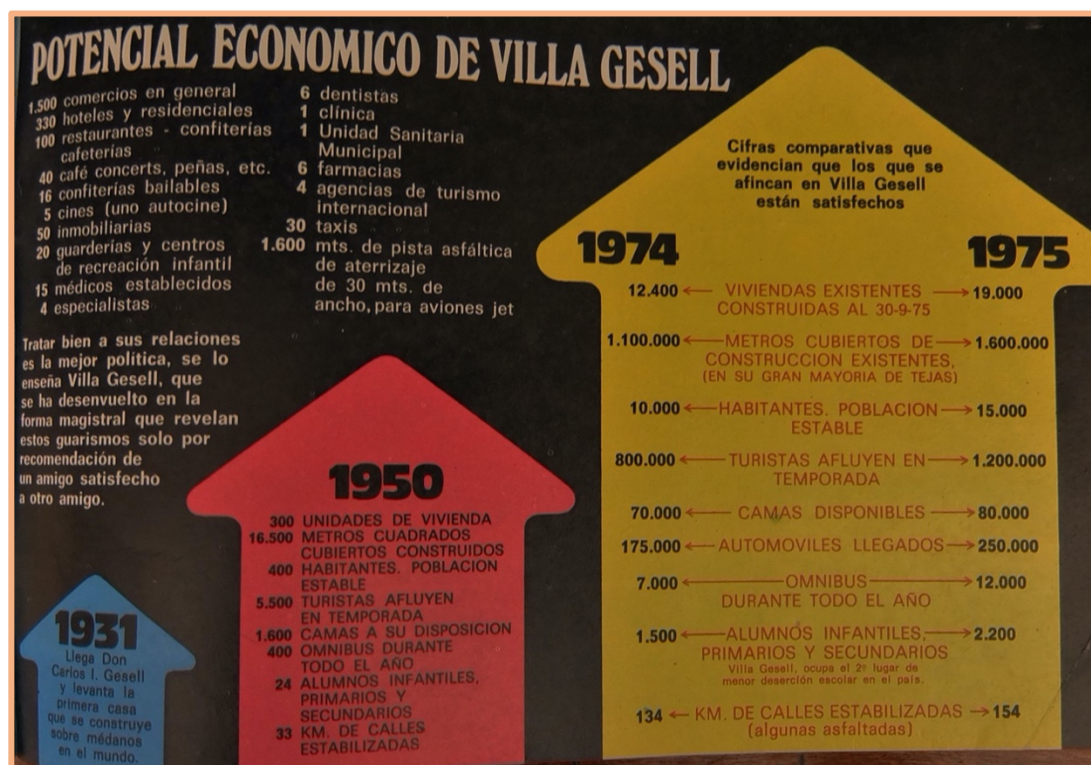 POTENCIAL ECONOMICO DE VILLA GESELL
1.500 comercios en general
330 hoteles y residenciales
100 restaurantes - confiterías
cafeterías
40 café concerts, peñas, etc.
16 confiterías bailables
5 cines (uno autocine)
50 inmobiliarias
20 guarderías y centros
de recreación infantil
15 médicos establecidos
4 especialistas
6 dentistas
1 clínica
1 Unidad Sanitaria
Municipal
6 farmacias
4 agencias de turismo
internacional
30 taxis
1.600 mts. de pista asfáltica
de aterrizaje
de 30 mts. de
ancho, para aviones jet
Tratar bien a sus relaciones
es la mejor política, se lo
enseña Villa Gesell, que
se ha desenvuelto en la
forma magistral que revelan
estos guarismos solo por
recomendación de
un amigo satisfecho
a otro amigo.
1931
Llega Don
Carlos I. Gesell
y levanta la
primera casa
que se construye
sobre médanos
en el mundo.
1950
300 UNIDADES DE VIVIENDA
16.500 METROS CUADRADOS
CUBIERTOS CONSTRUIDOS
400 HABITANTES. POBLACION
ESTABLE
5.500 TURISTAS AFLUYEN
EN TEMPORADA
1.600 CAMAS A SU DISPOSICION
400 OMNIBUS DURANTE
TODO EL AÑO
24 ALUMNOS INFANTILES,
PRIMARIOS Y
SECUNDARIOS
33 KM. DE CALLES
ESTABILIZADAS
Cifras comparativas que
evidencian que los que se
afincan en Villa Gesell
están satisfechos
1974 1975
12.400 ← VIVIENDAS EXISTENTES → 19.000
CONSTRUIDAS AL 30-9-75
1.100.000 ← METROS CUBIERTOS DE → 1.600.000
CONSTRUCCION EXISTENTES,
(EN SU GRAN MAYORIA DE TEJAS)
10.000 ← HABITANTES. POBLACION → 15.000
ESTABLE
800.000 ← TURISTAS AFLUYEN EN → 1.200.000
TEMPORADA
70.000 ← CAMAS DISPONIBLES → 80.000
175.000 ← AUTOMOVILES LLEGADOS → 250.000
7.000 ← OMNIBUS → 12.000
DURANTE TODO EL AÑO
1.500 ← ALUMNOS INFANTILES, → 2.200
PRIMARIOS Y SECUNDARIOS
Villa Gesell, ocupa el 2º lugar de
menor deserción escolar en el país.
134 ← KM. DE CALLES ESTABILIZADAS → 154
(algunas asfaltadas)